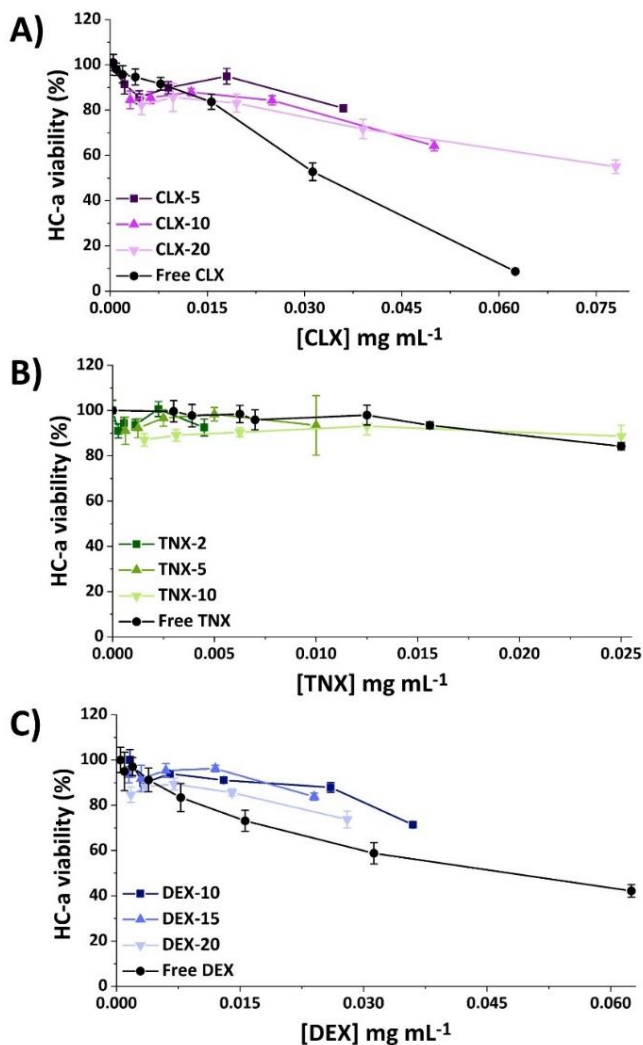 A)
120
100
80
60
40
20
0
HC-a viability (%)
CLX-5
CLX-10
CLX-20
Free CLX
0.000 0.015 0.030 0.045 0.060 0.075
[CLX] mg mL-1
B)
120
100
80
60
40
20
0
HC-a viability (%)
TNX-2
TNX-5
TNX-10
Free TNX
0.000 0.005 0.010 0.015 0.020 0.025
[TNX] mg mL-1
C)
120
100
80
60
40
20
0
HC-a viability (%)
DEX-10
DEX-15
DEX-20
Free DEX
0.000 0.015 0.030 0.045 0.060
[DEX] mg mL-1